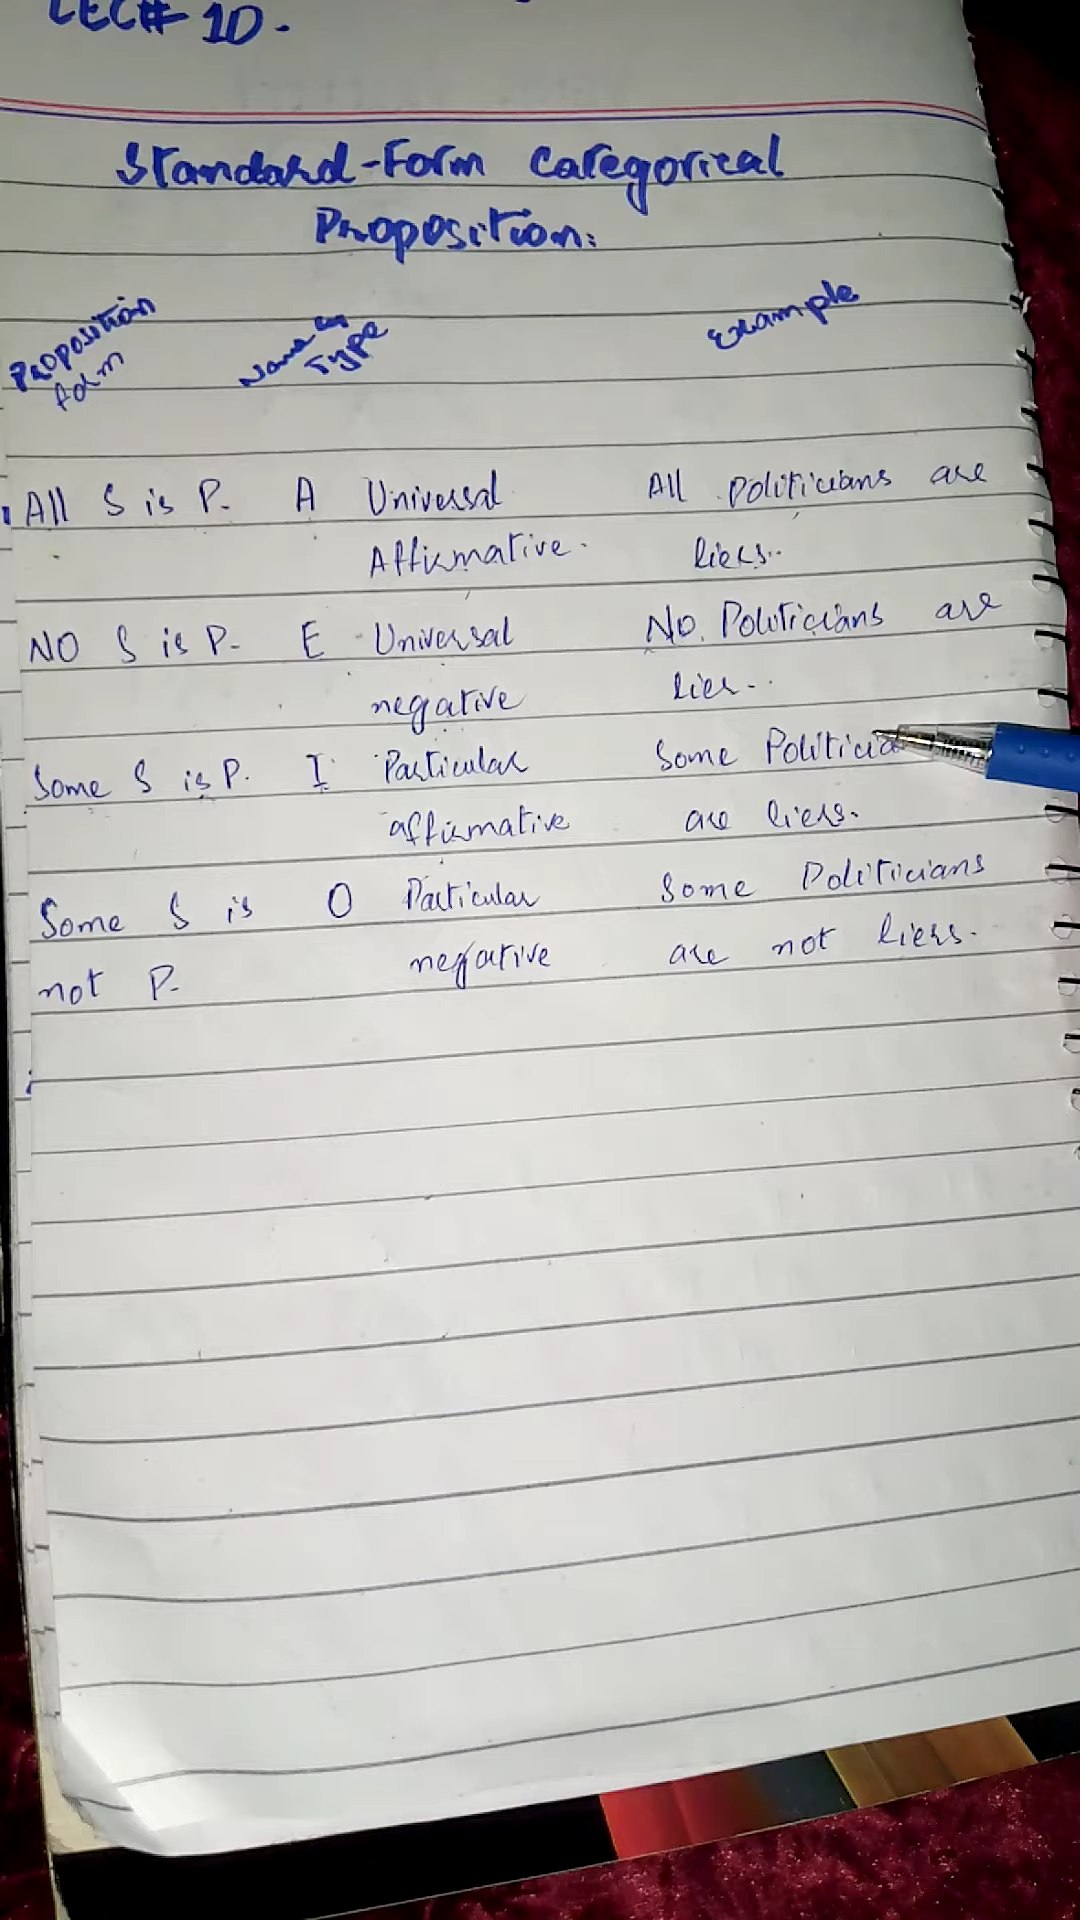 LEC# 10.
Standard-Form Categorical
Proposition:
Proposition form
Name &
Type
Example
All S is P. A Universal All politicians are
Affirmative. liers..
NO S is P. E Universal No. Politicians are
negative lier..
Some S is P. I Particular Some Politicia
affirmative are liers.
Some S is O Particular Some Politicians
not P. negative are not liers.